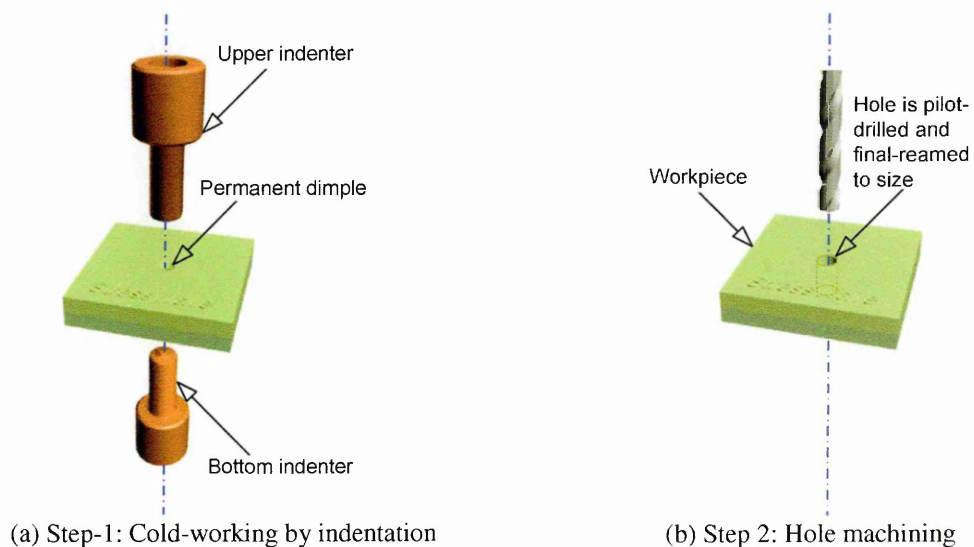 Upper indenter
Permanent dimple
Bottom indenter
(a) Step-1: Cold-working by indentation
Hole is pilot-
drilled and
final-reamed
to size
Workpiece
(b) Step 2: Hole machining